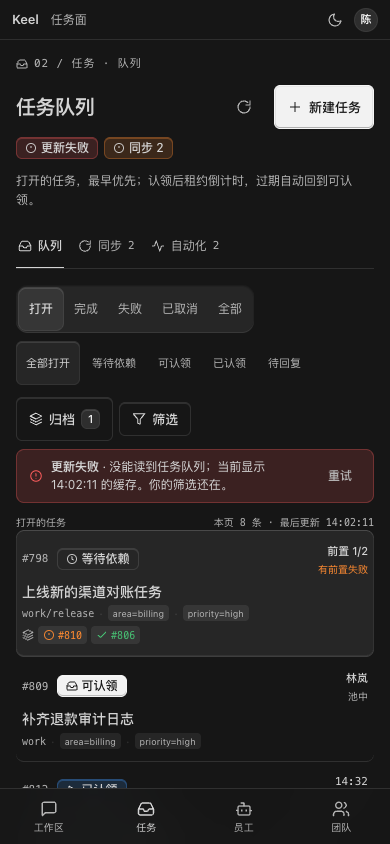 Keel 任务面 陈
02 / 任务 · 队列
任务队列
新建任务
更新失败 同步 2
打开的任务，最早优先；认领后租约倒计时，过期自动回到可认
领。
队列 同步 2 自动化 2
打开 完成 失败 已取消 全部
全部打开 等待依赖 可认领 已认领 待回复
归档 1 筛选
更新失败 · 没能读到任务队列；当前显示
14:02:11 的缓存。你的筛选还在。
重试
打开的任务 本页 8 条 · 最后更新 14:02:11
#798 等待依赖 前置 1/2
有前置失败
上线新的渠道对账任务
work/release · area=billing · priority=high
#810 #806
#809 可认领 林岚
池中
补齐退款审计日志
work · area=billing · priority=high
14:32
工作区 任务 员工 团队